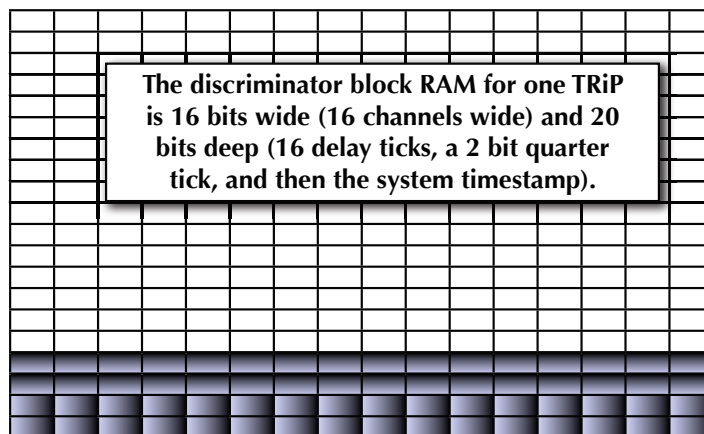 The discriminator block RAM for one TRiP
is 16 bits wide (16 channels wide) and 20
bits deep (16 delay ticks, a 2 bit quarter
tick, and then the system timestamp).